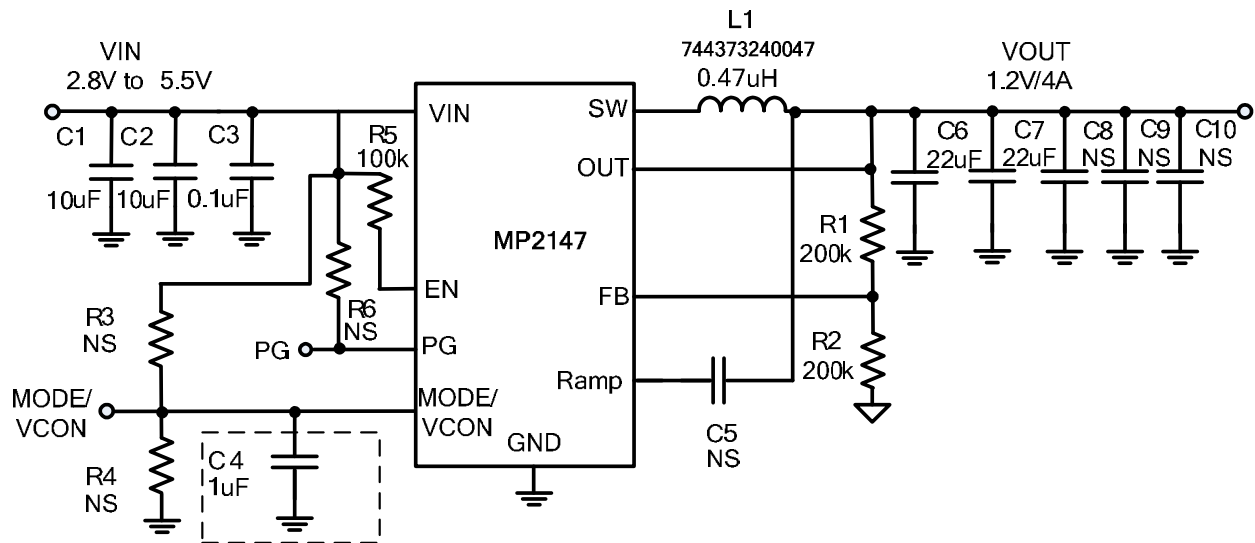 L1
744373240047
0.47uH
VIN
2.8V to 5.5V
VOUT
1.2V/4A
C1
C2
C3
10uF
10uF
0.1uF
R5
100k
VIN
SW
OUT
MP2147
EN
FB
PG
Ramp
MODE/
VCON
GND
C6
22uF
C7
22uF
C8
NS
C9
NS
C10
NS
R1
200k
R2
200k
R6
NS
R3
NS
PG
MODE/
VCON
R4
NS
C4
1uF
C5
NS